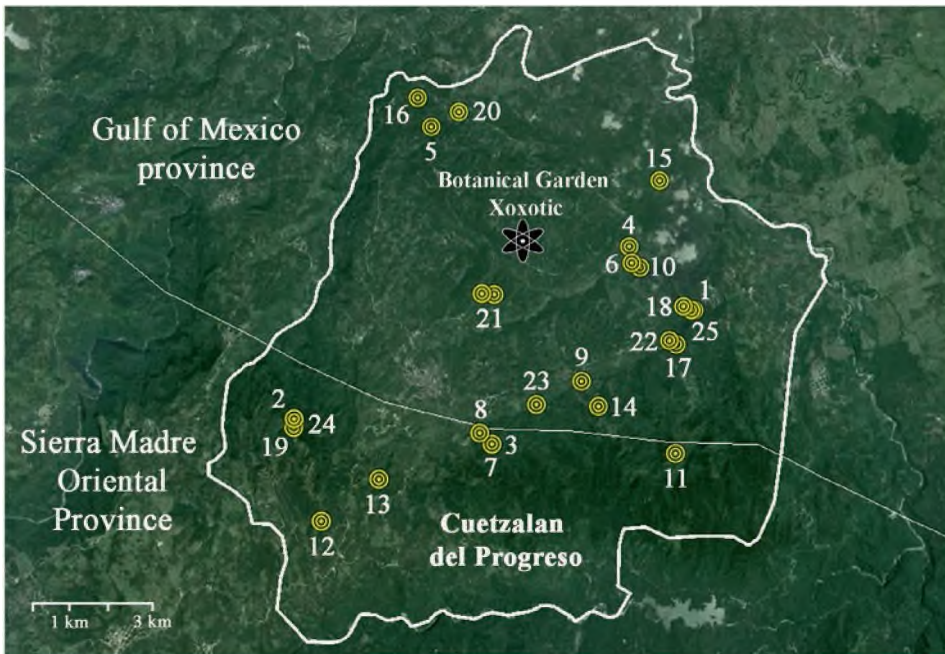 16
20
5
Gulf of Mexico
province
15
Botanical Garden
Xoxotic
4
6
10
21
18
1
25
22
17
9
23
14
2
24
19
8
3
7
11
Sierra Madre
Oriental
Province
13
12
Cuetzalan
del Progreso
1 km
3 km